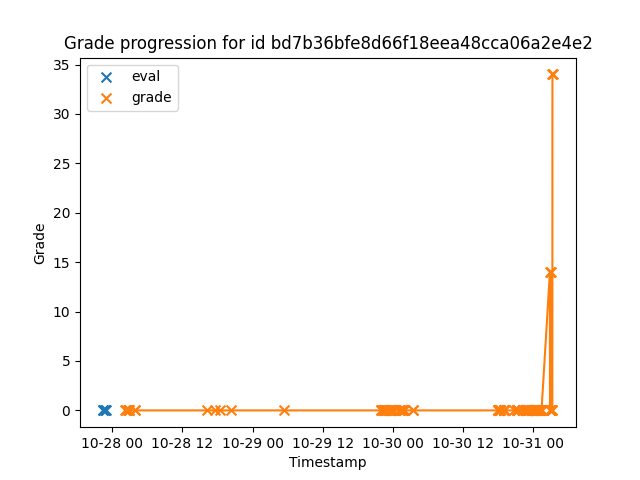 Grade progression for id bd7b36bfe8d66f18eea48cca06a2e4e2
eval
grade
35
30
25
20
15
10
5
0
Grade
10-28 00 10-28 12 10-29 00 10-29 12 10-30 00 10-30 12 10-31 00
Timestamp